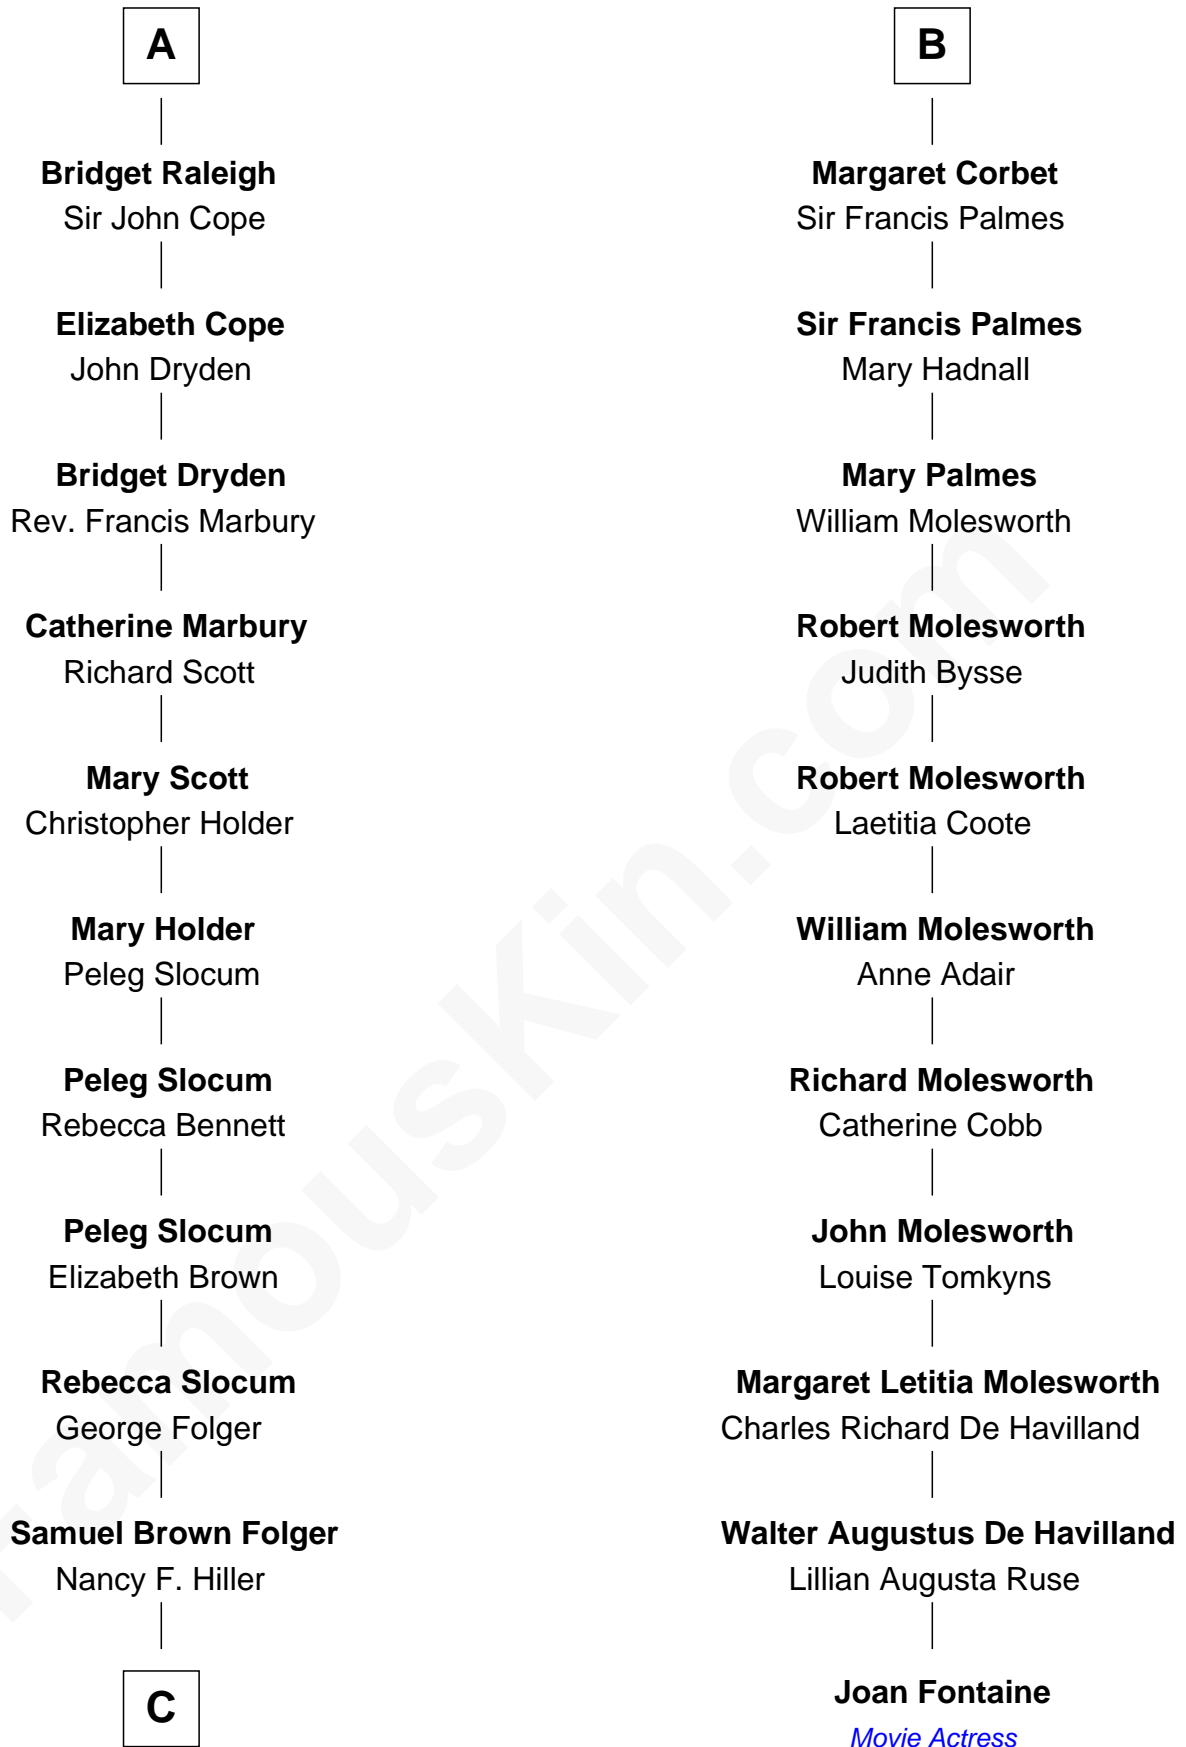 A
Bridget Raleigh
Sir John Cope
Elizabeth Cope
John Dryden
Bridget Dryden
Rev. Francis Marbury
Catherine Marbury
Richard Scott
Mary Scott
Christopher Holder
Mary Holder
Peleg Slocum
Peleg Slocum
Rebecca Bennett
Peleg Slocum
Elizabeth Brown
Rebecca Slocum
George Folger
Samuel Brown Folger
Nancy F. Hiller
C
B
Margaret Corbet
Sir Francis Palmes
Sir Francis Palmes
Mary Hadnall
Mary Palmes
William Molesworth
Robert Molesworth
Judith Bysse
Robert Molesworth
Laetitia Coote
William Molesworth
Anne Adair
Richard Molesworth
Catherine Cobb
John Molesworth
Louise Tomkyns
Margaret Letitia Molesworth
Charles Richard De Havilland
Walter Augustus De Havilland
Lillian Augusta Ruse
Joan Fontaine
Movie Actress
FamousKin.com